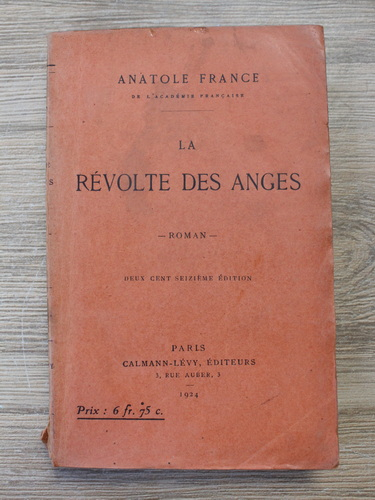 ANATOLE FRANCE
DE L'ACADÉMIE FRANÇAISE
LA
RÉVOLTE DES ANGES
— ROMAN —
DEUX CENT SEIZIÈME ÉDITION
PARIS
CALMANN-LÉVY, ÉDITEURS
3, RUE AUBER, 3
1924
Prix : 6 fr. 75 c.